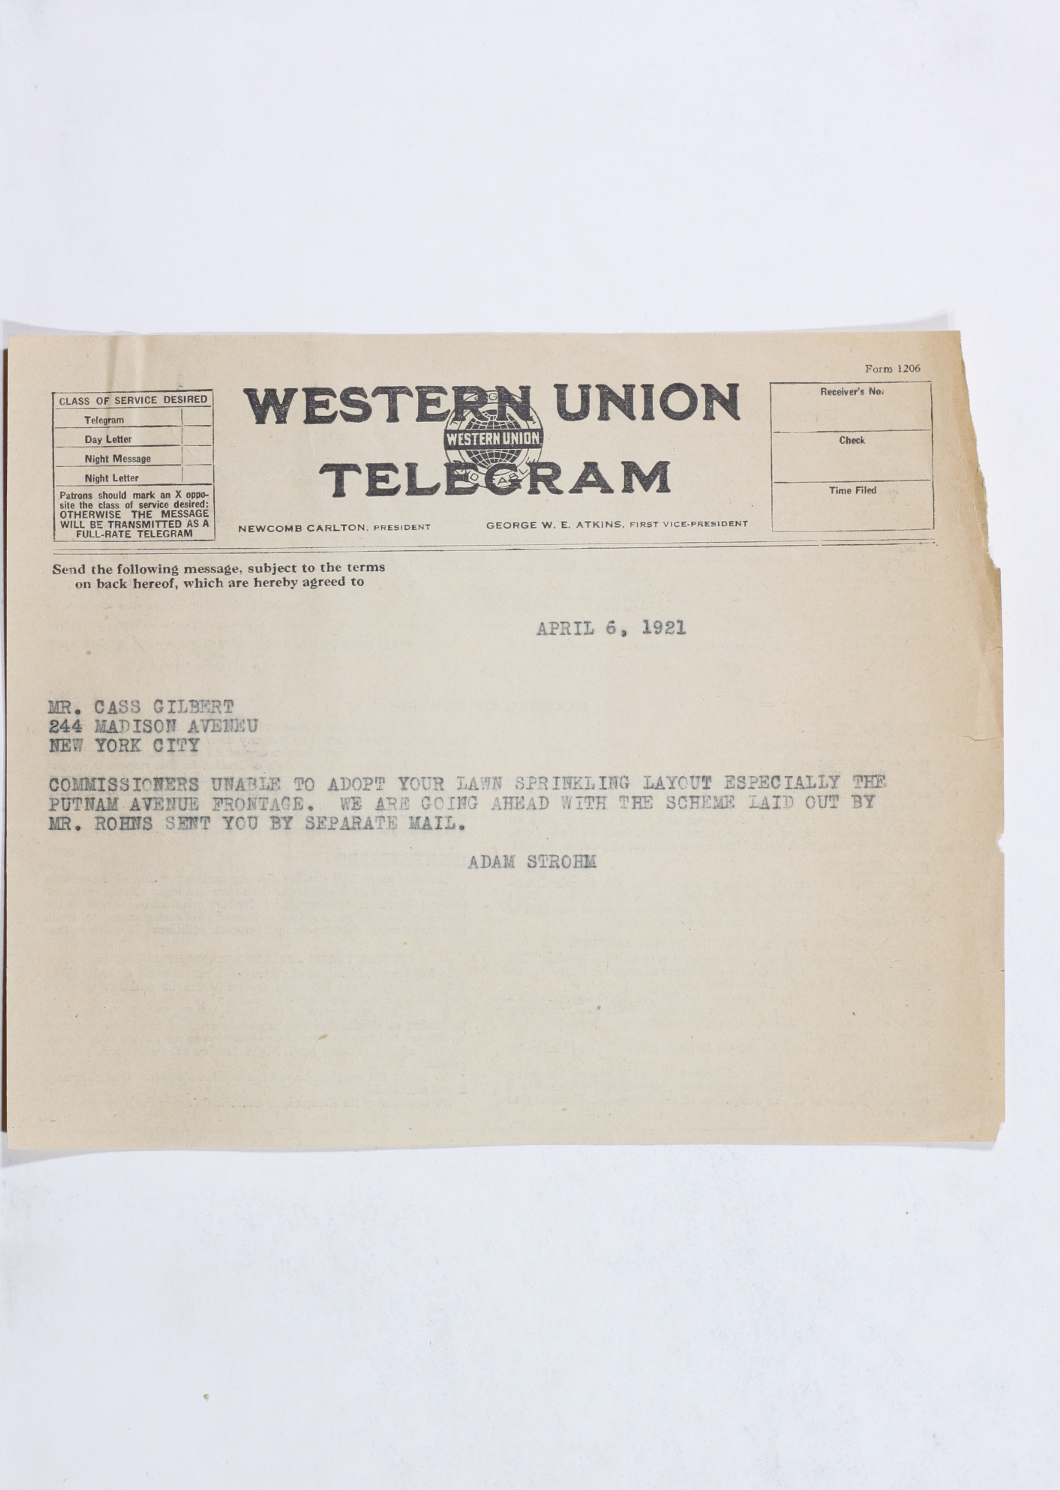 Form 1206
CLASS OF SERVICE DESIRED
Telegram
Day Letter
Night Message
Night Letter
Patrons should mark an X oppo-
site the class of service desired:
OTHERWISE THE MESSAGE
WILL BE TRANSMITTED AS A
FULL-RATE TELEGRAM
WESTERN UNION
WESTERN UNION
TELEGRAM
NEWCOMB CARLTON, PRESIDENT
GEORGE W. E. ATKINS, FIRST VICE-PRESIDENT
Receiver's No.
Check
Time Filed
Send the following message, subject to the terms
on back hereof, which are hereby agreed to
APRIL 6, 1921
MR. CASS GILBERT
244 MADISON AVENEU
NEW YORK CITY
COMMISSIONERS UNABLE TO ADOPT YOUR LAWN SPRINKLING LAYOUT ESPECIALLY THE
PUTNAM AVENUE FRONTAGE. WE ARE GOING AHEAD WITH THE SCHEME LAID OUT BY
MR. ROHNS SENT YOU BY SEPARATE MAIL.
ADAM STROHM